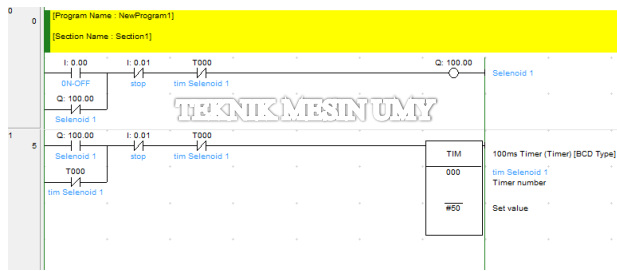 0
0
[Program Name : NewProgram1]
[Section Name : Section1]
I: 0.00
I: 0.01
T000
Q: 100.00
0N-OFF
stop
tim Selenoid 1
Selenoid 1
Q: 100.00
Selenoid 1
TEKNIK MESIN UMY
1
5
Q: 100.00
I: 0.01
T000
Selenoid 1
stop
tim Selenoid 1
TIM
100ms Timer (Timer) [BCD Type]
T000
tim Selenoid 1
000
tim Selenoid 1
Timer number
#50
Set value